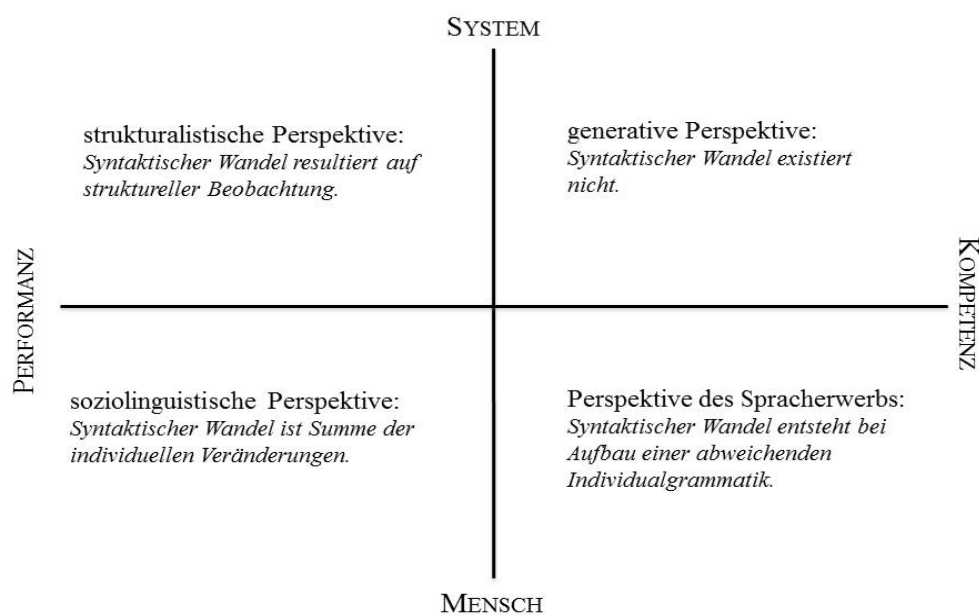 SYSTEM
strukturalistische Perspektive:
Syntaktischer Wandel resultiert auf
struktureller Beobachtung.
generative Perspektive:
Syntaktischer Wandel existiert
nicht.
PERFORMANZ
KOMPETENZ
soziolinguistische Perspektive:
Syntaktischer Wandel ist Summe der
individuellen Veränderungen.
Perspektive des Spracherwerbs:
Syntaktischer Wandel entsteht bei
Aufbau einer abweichenden
Individualgrammatik.
MENSCH